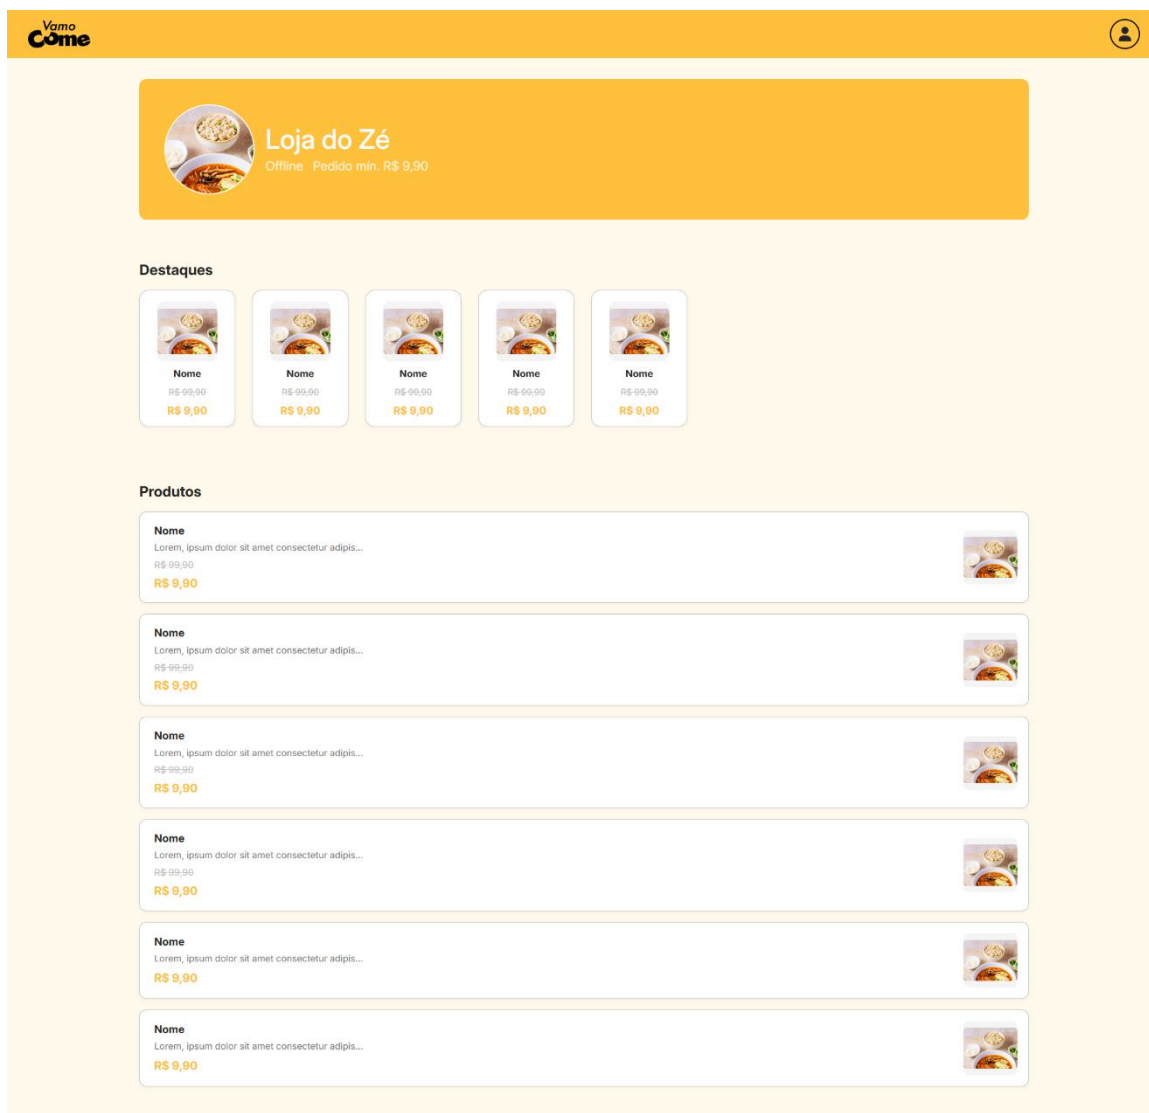 Vamo
Come
Loja do Zé
Offline Pedido min. R$ 9,90
Destaques
Nome Nome Nome Nome Nome
R$ 99,90 R$ 99,90 R$ 99,90 R$ 99,90 R$ 99,90
R$ 9,90 R$ 9,90 R$ 9,90 R$ 9,90 R$ 9,90
Produtos
Nome
Lorem, ipsum dolor sit amet consectetur adipis...
R$ 99,90
R$ 9,90
Nome
Lorem, ipsum dolor sit amet consectetur adipis...
R$ 99,90
R$ 9,90
Nome
Lorem, ipsum dolor sit amet consectetur adipis...
R$ 99,90
R$ 9,90
Nome
Lorem, ipsum dolor sit amet consectetur adipis...
R$ 99,90
R$ 9,90
Nome
Lorem, ipsum dolor sit amet consectetur adipis...
R$ 9,90
Nome
Lorem, ipsum dolor sit amet consectetur adipis...
R$ 9,90